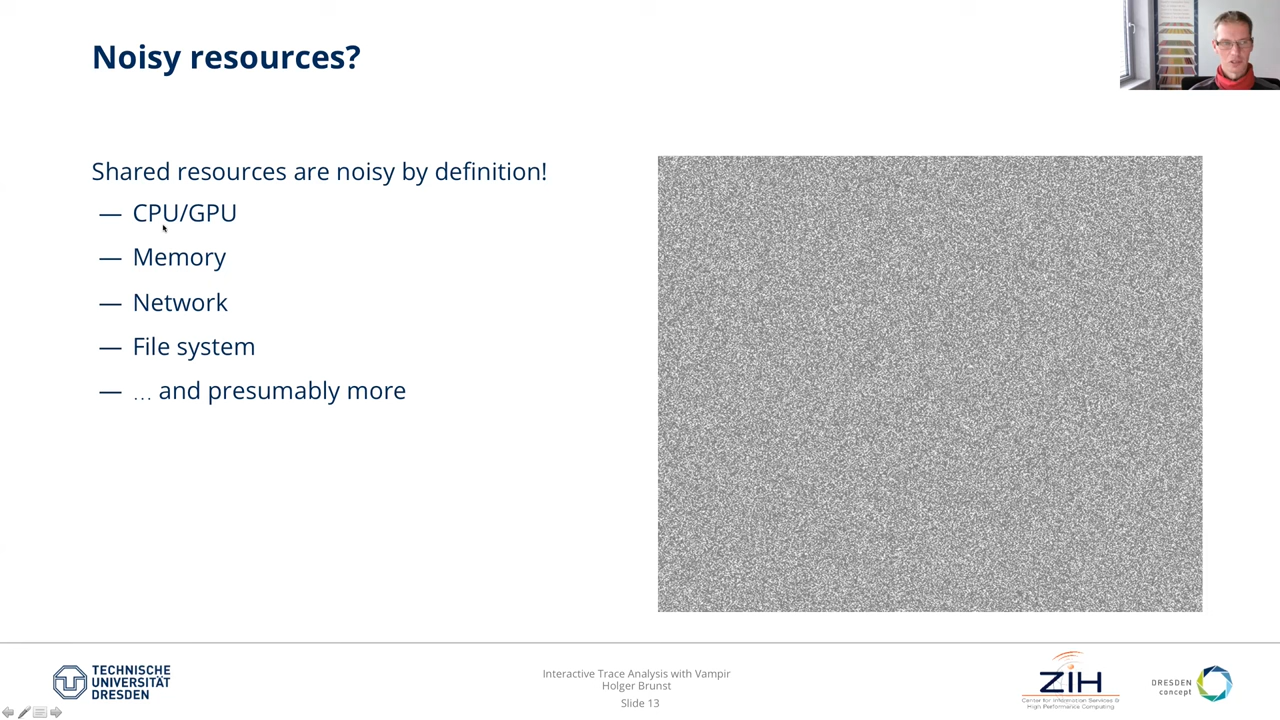 Noisy resources?
Shared resources are noisy by definition!
— CPU/GPU
— Memory
— Network
— File system
— … and presumably more
TECHNISCHE
UNIVERSITÄT
DRESDEN
Interactive Trace Analysis with Vampir
Holger Brunst
Slide 13
ZIH
Center for Information Services &
High Performance Computing
DRESDEN
concept